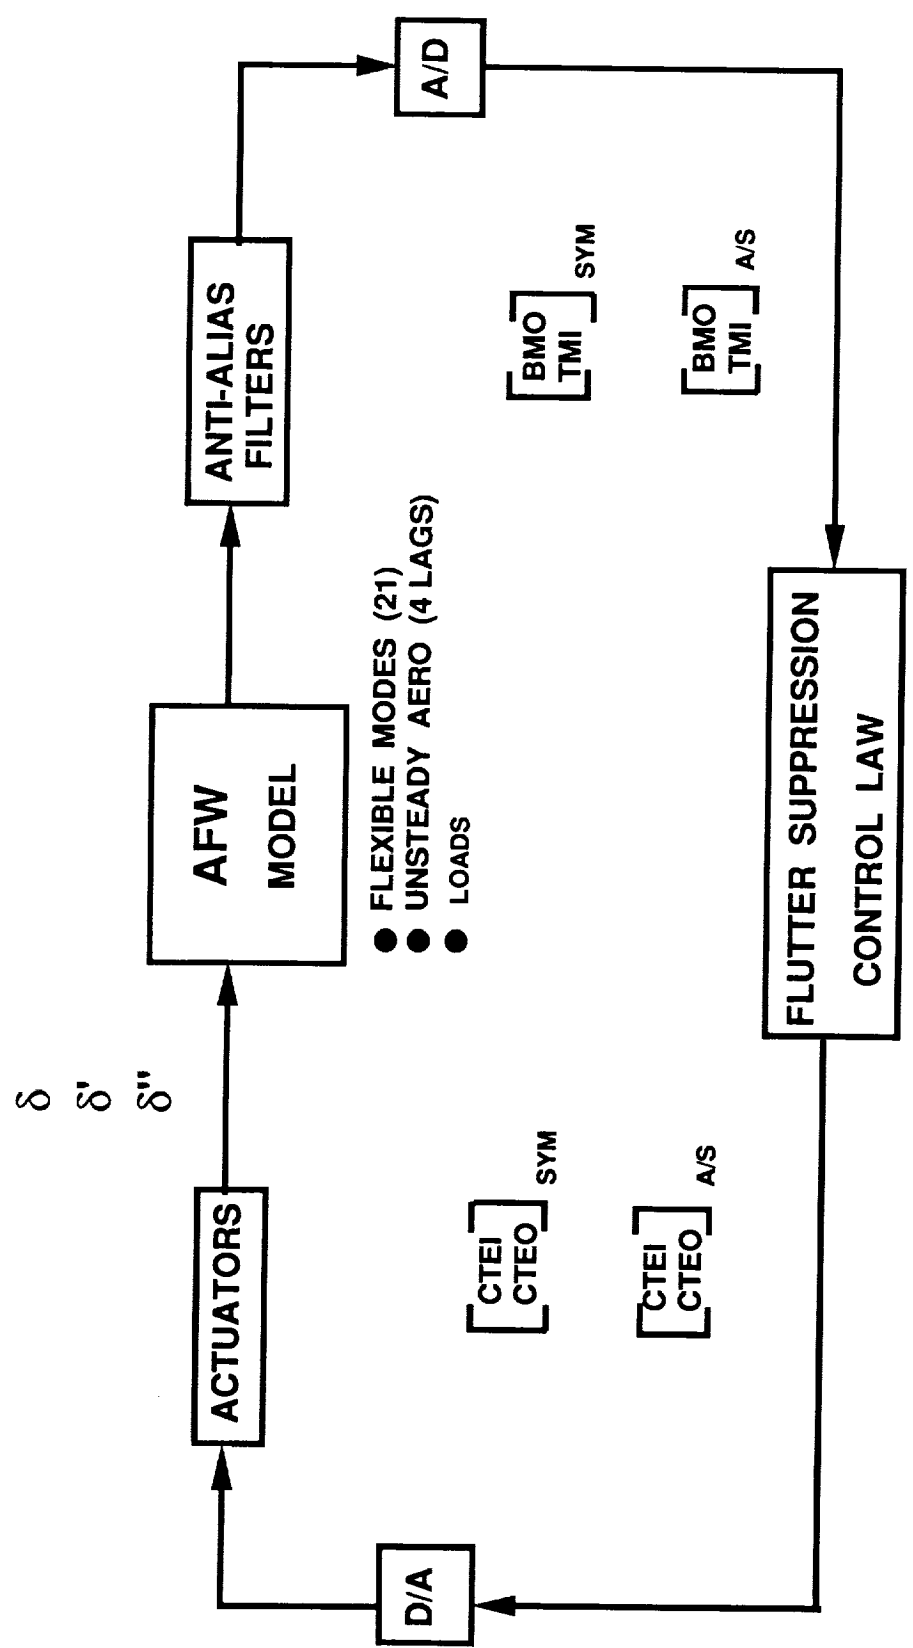 δ
δ'
δ''
ACTUATORS
AFW
MODEL
ANTI-ALIAS
FILTERS
● FLEXIBLE MODES (21)
● UNSTEADY AERO (4 LAGS)
● LOADS
D/A
A/D
CTEI
CTEO
SYM
BMO
TMI
SYM
CTEI
CTEO
A/S
BMO
TMI
A/S
FLUTTER SUPPRESSION
CONTROL LAW